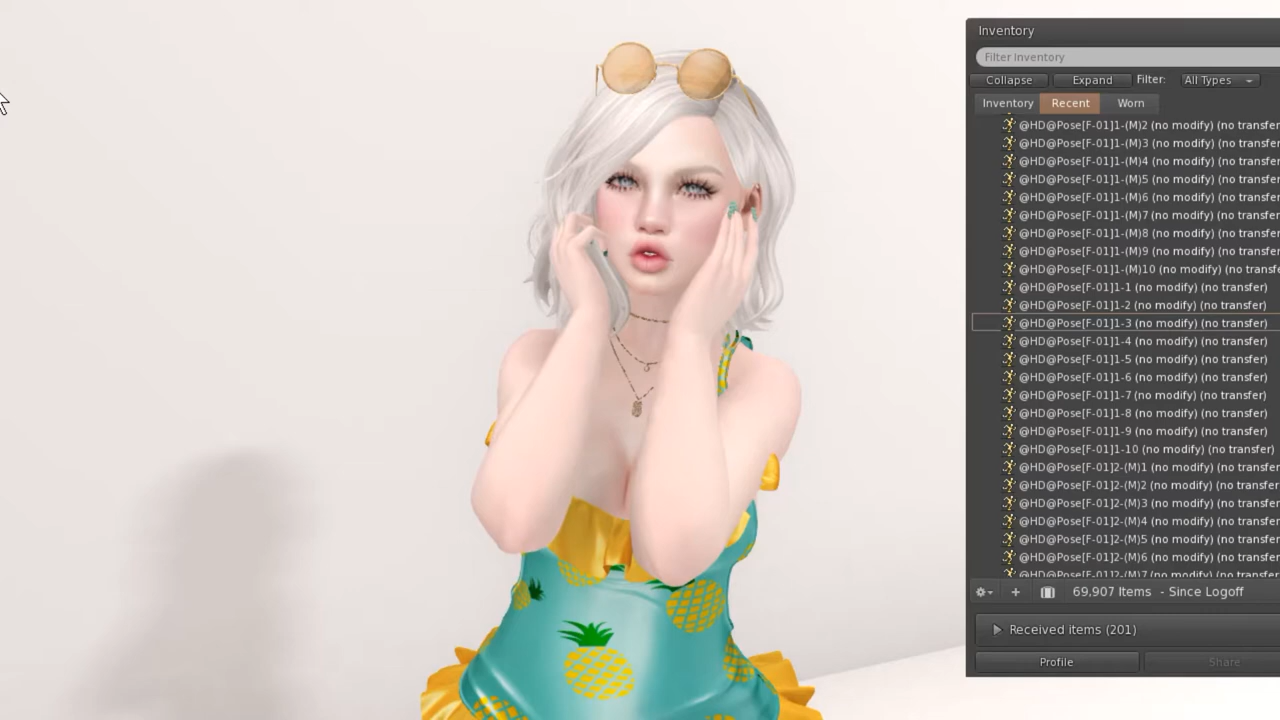 Inventory
Filter Inventory
Collapse Expand Filter: All Types
Inventory Recent Worn
@HD@Pose[F-01]1-(M)2 (no modify) (no transfer
@HD@Pose[F-01]1-(M)3 (no modify) (no transfer
@HD@Pose[F-01]1-(M)4 (no modify) (no transfer
@HD@Pose[F-01]1-(M)5 (no modify) (no transfer
@HD@Pose[F-01]1-(M)6 (no modify) (no transfer
@HD@Pose[F-01]1-(M)7 (no modify) (no transfer
@HD@Pose[F-01]1-(M)8 (no modify) (no transfer
@HD@Pose[F-01]1-(M)9 (no modify) (no transfer
@HD@Pose[F-01]1-(M)10 (no modify) (no transfe
@HD@Pose[F-01]1-1 (no modify) (no transfer)
@HD@Pose[F-01]1-2 (no modify) (no transfer)
@HD@Pose[F-01]1-3 (no modify) (no transfer)
@HD@Pose[F-01]1-4 (no modify) (no transfer)
@HD@Pose[F-01]1-5 (no modify) (no transfer)
@HD@Pose[F-01]1-6 (no modify) (no transfer)
@HD@Pose[F-01]1-7 (no modify) (no transfer)
@HD@Pose[F-01]1-8 (no modify) (no transfer)
@HD@Pose[F-01]1-9 (no modify) (no transfer)
@HD@Pose[F-01]1-10 (no modify) (no transfer)
@HD@Pose[F-01]2-(M)1 (no modify) (no transfer
@HD@Pose[F-01]2-(M)2 (no modify) (no transfer
@HD@Pose[F-01]2-(M)3 (no modify) (no transfer
@HD@Pose[F-01]2-(M)4 (no modify) (no transfer
@HD@Pose[F-01]2-(M)5 (no modify) (no transfer
@HD@Pose[F-01]2-(M)6 (no modify) (no transfer
@HD@Pose[F-01]2-(M)7 (no modify) (no transfer
69,907 Items - Since Logoff
Received items (201)
Profile Share